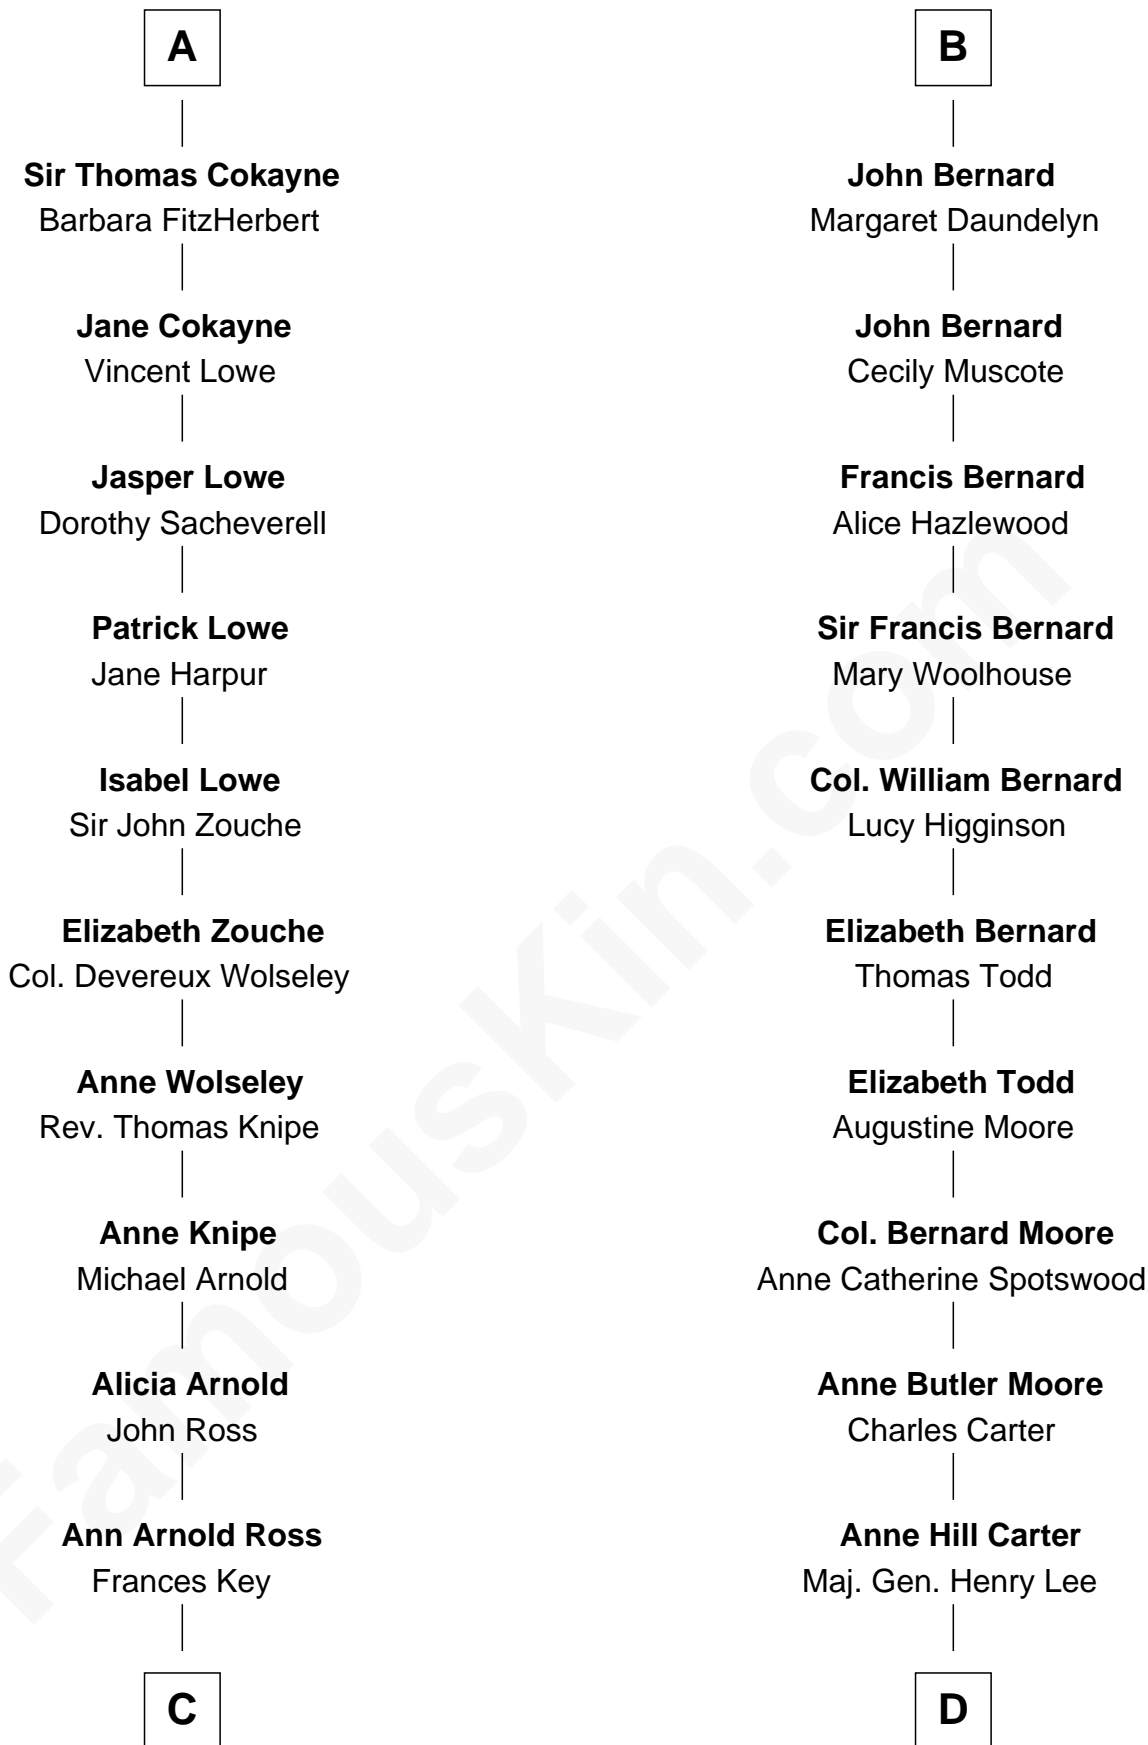 A
Sir Thomas Cokayne
Barbara FitzHerbert
Jane Cokayne
Vincent Lowe
Jasper Lowe
Dorothy Sacheverell
Patrick Lowe
Jane Harpur
Isabel Lowe
Sir John Zouche
Elizabeth Zouche
Col. Devereux Wolseley
Anne Wolseley
Rev. Thomas Knipe
Anne Knipe
Michael Arnold
Alicia Arnold
John Ross
Ann Arnold Ross
Frances Key
C
B
John Bernard
Margaret Daundelyn
John Bernard
Cecily Muscote
Francis Bernard
Alice Hazlewood
Sir Francis Bernard
Mary Woolhouse
Col. William Bernard
Lucy Higginson
Elizabeth Bernard
Thomas Todd
Elizabeth Todd
Augustine Moore
Col. Bernard Moore
Anne Catherine Spotswood
Anne Butler Moore
Charles Carter
Anne Hill Carter
Maj. Gen. Henry Lee
D
FamousKin.com